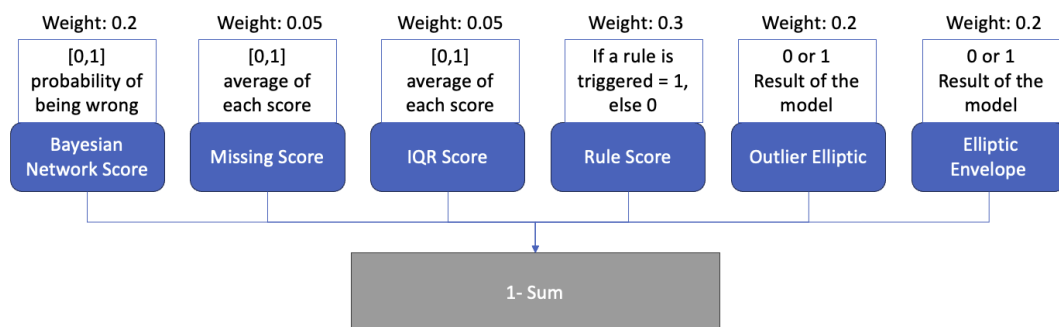 Weight: 0.2
Weight: 0.05
Weight: 0.05
Weight: 0.3
Weight: 0.2
Weight: 0.2
[0,1]
probability of
being wrong
[0,1]
average of
each score
[0,1]
average of
each score
If a rule is
triggered = 1,
else 0
0 or 1
Result of the
model
0 or 1
Result of the
model
Bayesian
Network Score
Missing Score
IQR Score
Rule Score
Outlier Elliptic
Elliptic
Envelope
1- Sum